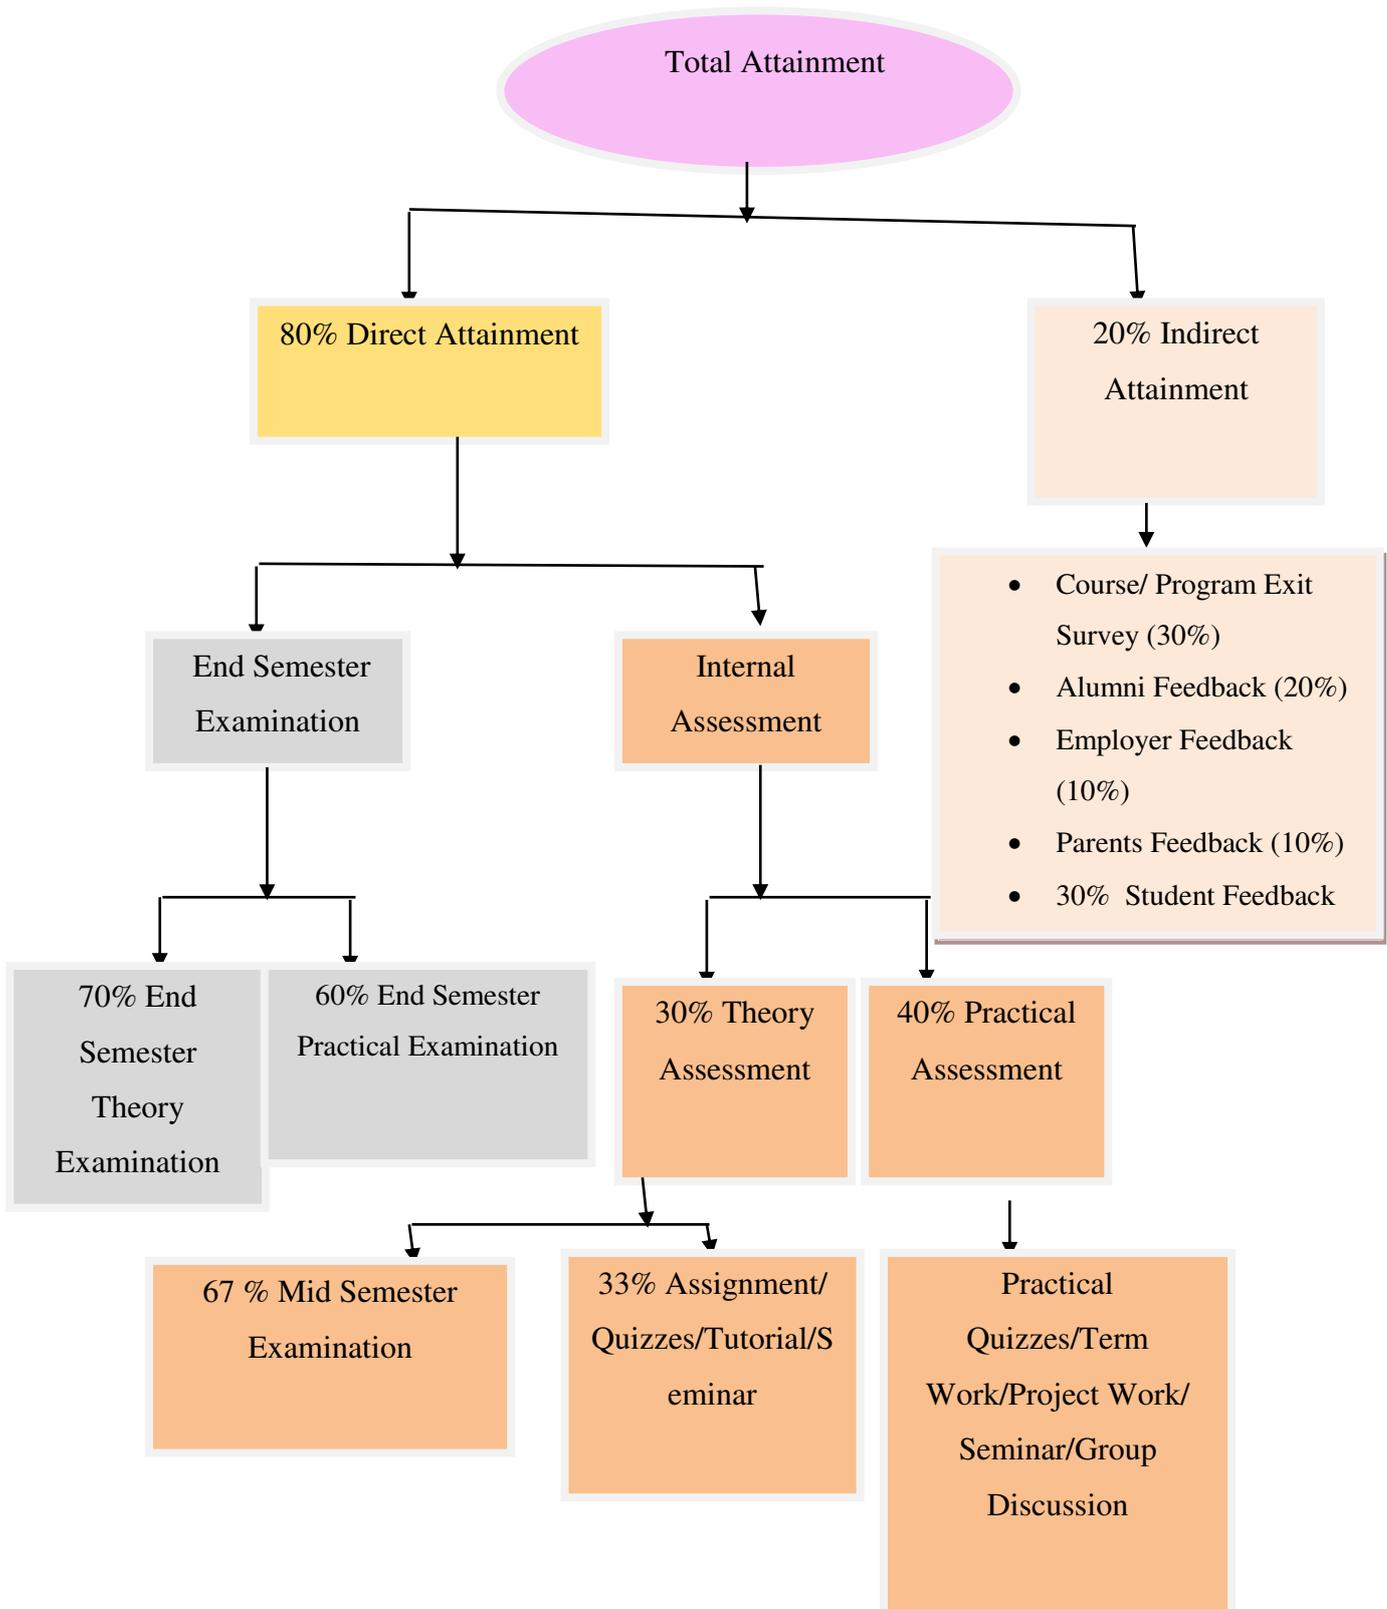 Total Attainment
80% Direct Attainment
20% Indirect
Attainment
• Course/ Program Exit
Survey (30%)
• Alumni Feedback (20%)
• Employer Feedback
(10%)
• Parents Feedback (10%)
• 30% Student Feedback
End Semester
Examination
Internal
Assessment
70% End
Semester
Theory
Examination
60% End Semester
Practical Examination
30% Theory
Assessment
40% Practical
Assessment
67 % Mid Semester
Examination
33% Assignment/
Quizzes/Tutorial/S
eminar
Practical
Quizzes/Term
Work/Project Work/
Seminar/Group
Discussion